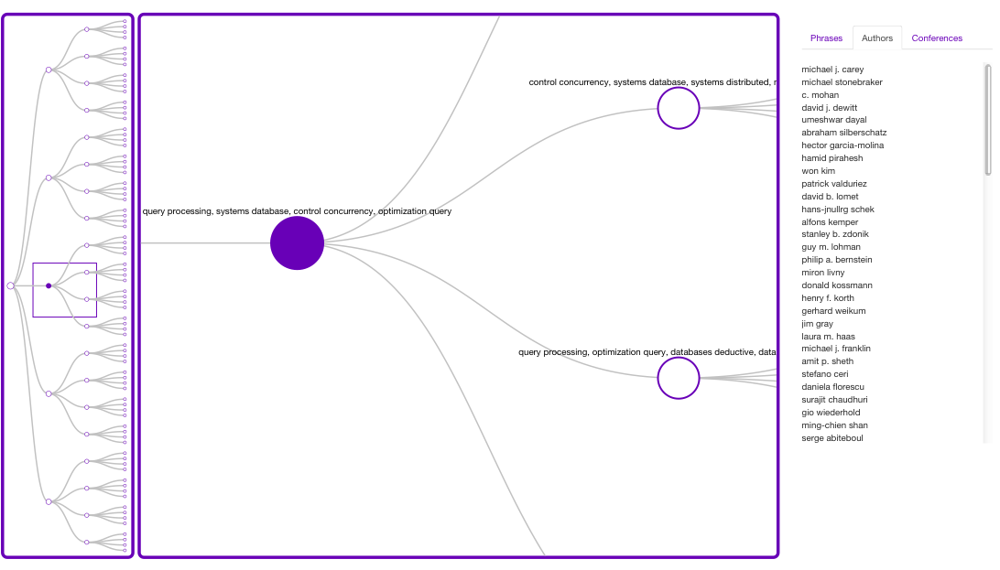 control concurrency, systems database, systems distributed,
query processing, systems database, control concurrency, optimization query
query processing, optimization query, databases deductive, data
Phrases Authors Conferences
michael j. carey
michael stonebraker
c. mohan
david j. dewitt
umeshwar dayal
abraham silberschatz
hector garcia-molina
hamid pirahesh
won kim
patrick valduriez
david b. lomet
hans-jnullrg schek
alfons kemper
stanley b. zdonik
guy m. lohman
philip a. bernstein
miron livny
donald kossmann
henry f. korth
gerhard weikum
jim gray
laura m. haas
michael j. franklin
amit p. sheth
stefano ceri
daniela florescu
surajit chaudhuri
gio wiederhold
ming-chien shan
serge abiteboul